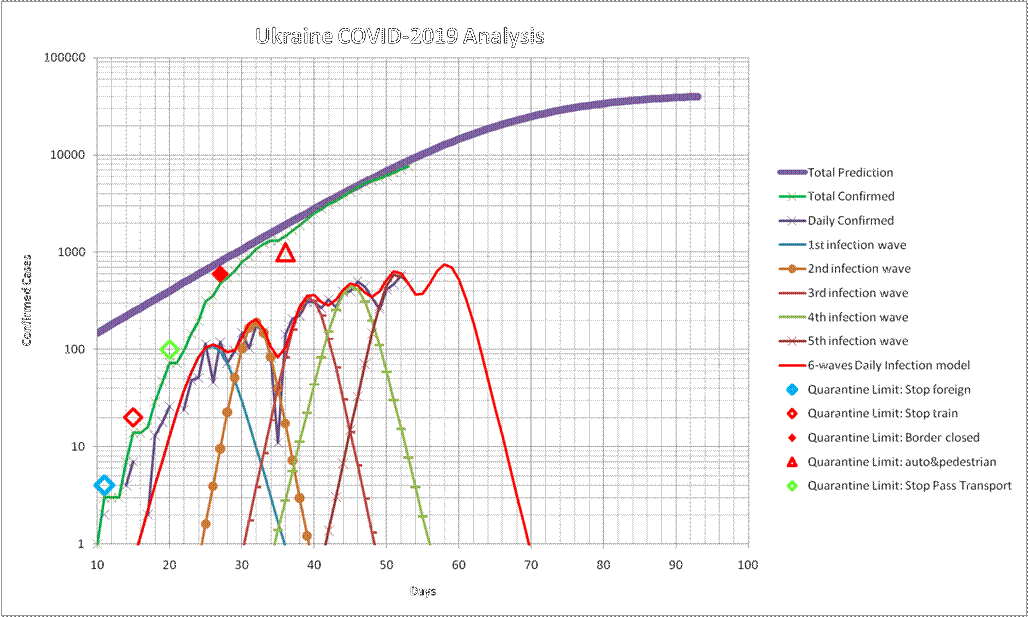 Ukraine COVID-2019 Analysis
100000
10000
1000
100
10
1
Confirmed Cases
10 20 30 40 50 60 70 80 90 100
Days
Total Prediction
Total Confirmed
Daily Confirmed
1st infection wave
2nd infection wave
3rd infection wave
4th infection wave
5th infection wave
6-waves Daily Infection model
Quarantine Limit: Stop foreign
Quarantine Limit: Stop train
Quarantine Limit: Border closed
Quarantine Limit: auto&pedestrian
Quarantine Limit: Stop Pass Transport